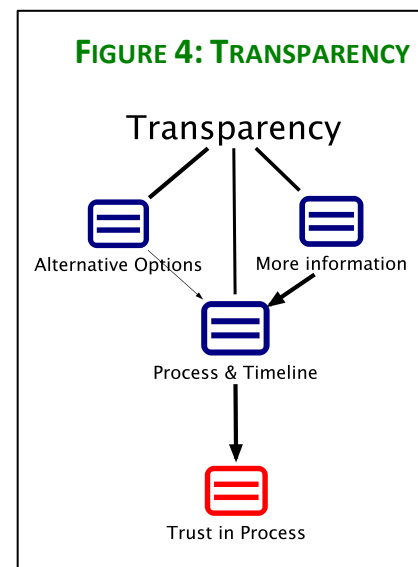 FIGURE 4: TRANSPARENCY
Transparency
Alternative Options
More information
Process & Timeline
Trust in Process